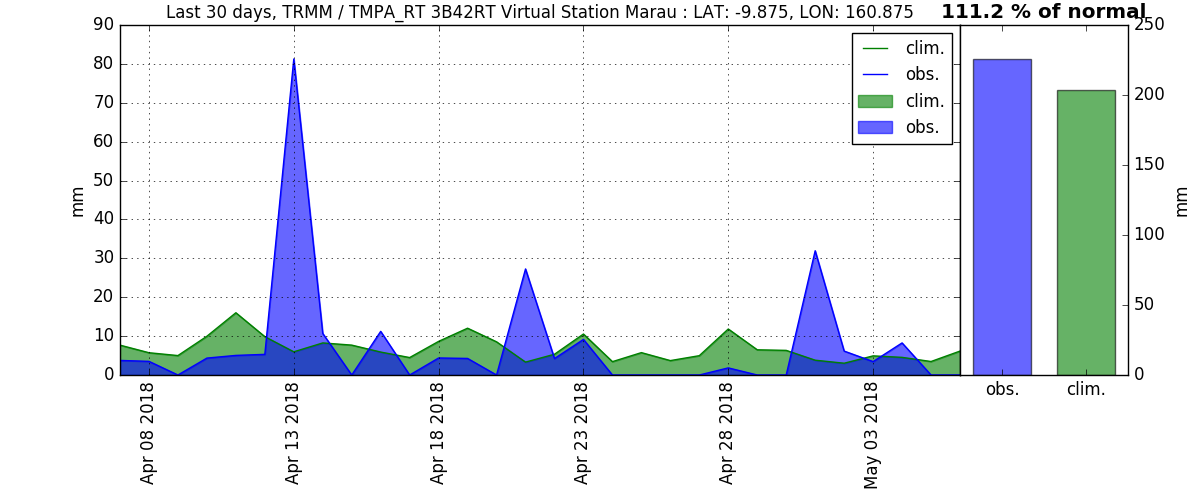 Last 30 days, TRMM / TMPA_RT 3B42RT Virtual Station Marau : LAT: -9.875, LON: 160.875
111.2 % of normal
90
80
70
60
50
40
30
20
10
0
mm
clim.
obs.
clim.
obs.
Apr 08 2018
Apr 13 2018
Apr 18 2018
Apr 23 2018
Apr 28 2018
May 03 2018
250
200
150
100
50
0
mm
obs.
clim.